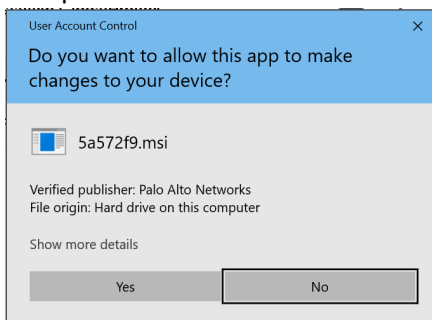 User Account Control
Do you want to allow this app to make
changes to your device?
5a572f9.msi
Verified publisher: Palo Alto Networks
File origin: Hard drive on this computer
Show more details
Yes
No